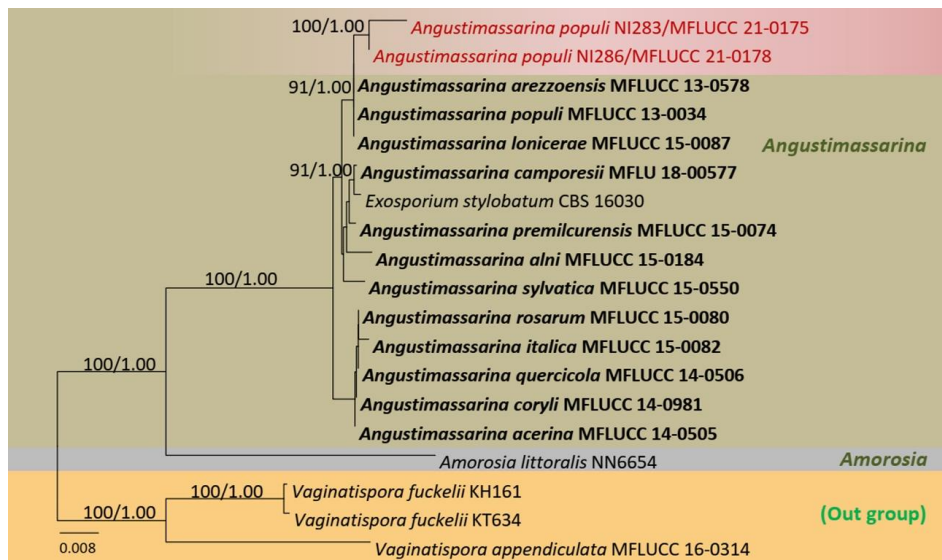 100/1.00
Angustimassarina populi NI283/MFLUCC 21-0175
Angustimassarina populi NI286/MFLUCC 21-0178
91/1.00
Angustimassarina arezzoensis MFLUCC 13-0578
Angustimassarina populi MFLUCC 13-0034
Angustimassarina lonicerae MFLUCC 15-0087
Angustimassarina
91/1.00
Angustimassarina camporesii MFLU 18-00577
Exosporium stylobatum CBS 16030
Angustimassarina premilcurensis MFLUCC 15-0074
Angustimassarina alni MFLUCC 15-0184
100/1.00
Angustimassarina sylvatica MFLUCC 15-0550
Angustimassarina rosarum MFLUCC 15-0080
Angustimassarina italica MFLUCC 15-0082
100/1.00
Angustimassarina quercicola MFLUCC 14-0506
Angustimassarina coryli MFLUCC 14-0981
Angustimassarina acerina MFLUCC 14-0505
Amorosia littoralis NN6654
Amorosia
100/1.00
Vaginatispora fuckelii KH161
100/1.00
Vaginatispora fuckelii KT634
(Out group)
0.008
Vaginatispora appendiculata MFLUCC 16-0314